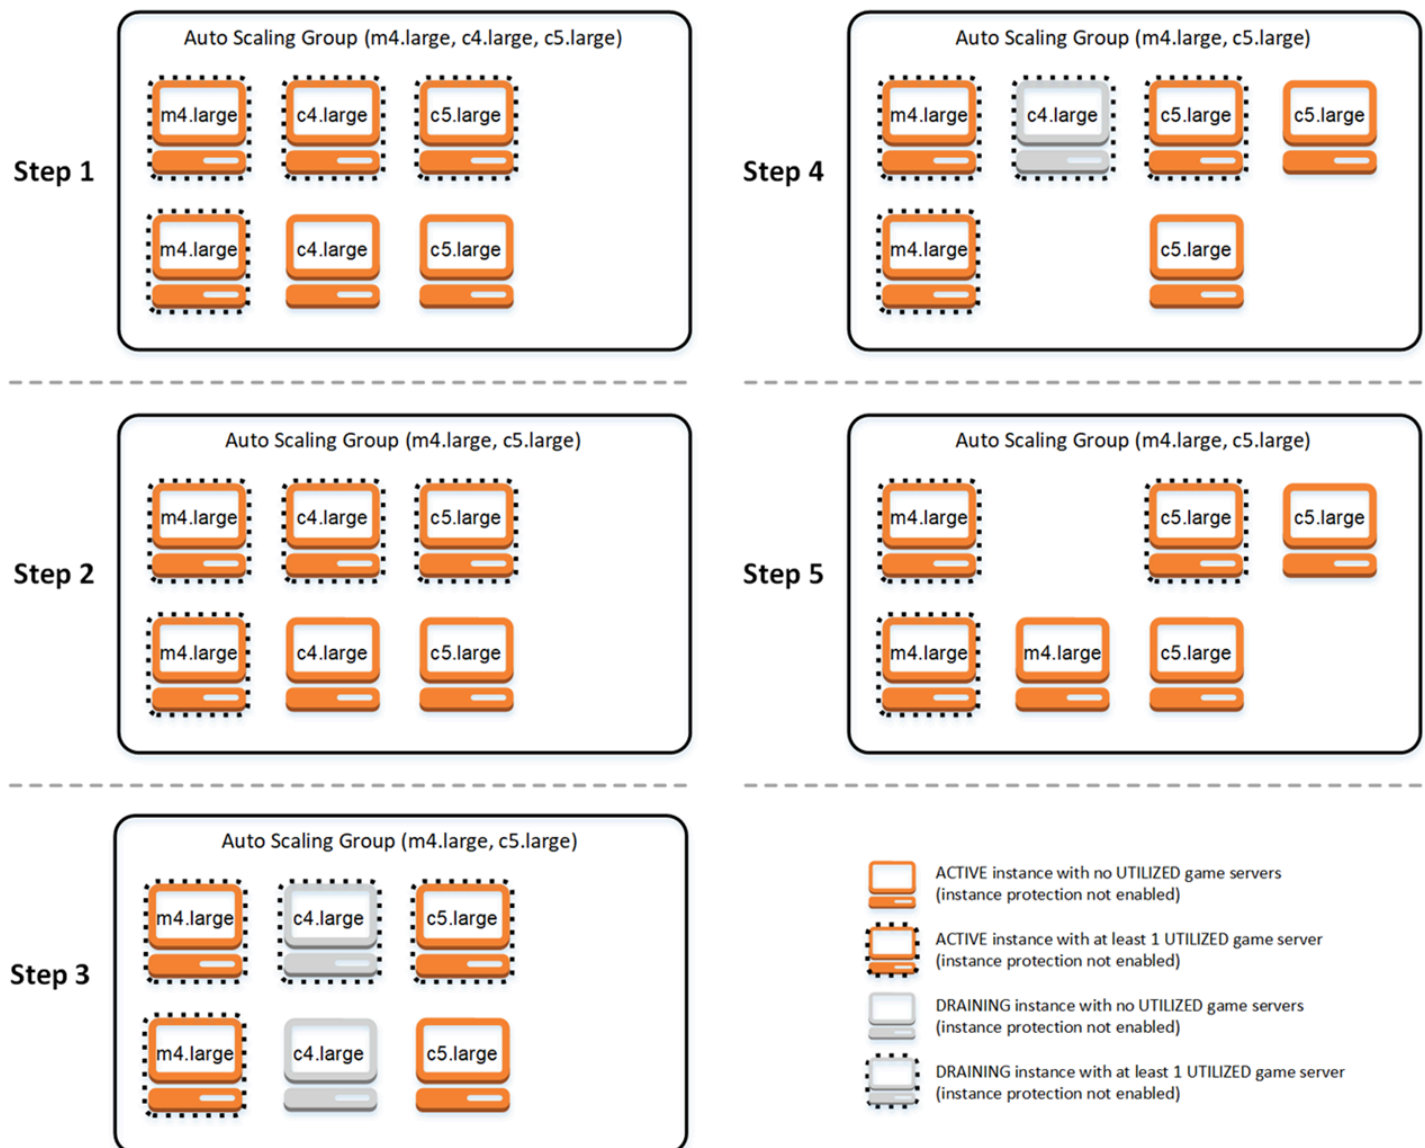 Step 1
Auto Scaling Group (m4.large, c4.large, c5.large)
m4.large c4.large c5.large
m4.large c4.large c5.large
Step 2
Auto Scaling Group (m4.large, c5.large)
m4.large c4.large c5.large
m4.large c4.large c5.large
Step 3
Auto Scaling Group (m4.large, c5.large)
m4.large c4.large c5.large
m4.large c4.large c5.large
Step 4
Auto Scaling Group (m4.large, c5.large)
m4.large c4.large c5.large c5.large
m4.large c5.large
Step 5
Auto Scaling Group (m4.large, c5.large)
m4.large c5.large c5.large
m4.large m4.large c5.large
ACTIVE instance with no UTILIZED game servers
(instance protection not enabled)
ACTIVE instance with at least 1 UTILIZED game server
(instance protection not enabled)
DRAINING instance with no UTILIZED game servers
(instance protection not enabled)
DRAINING instance with at least 1 UTILIZED game server
(instance protection not enabled)